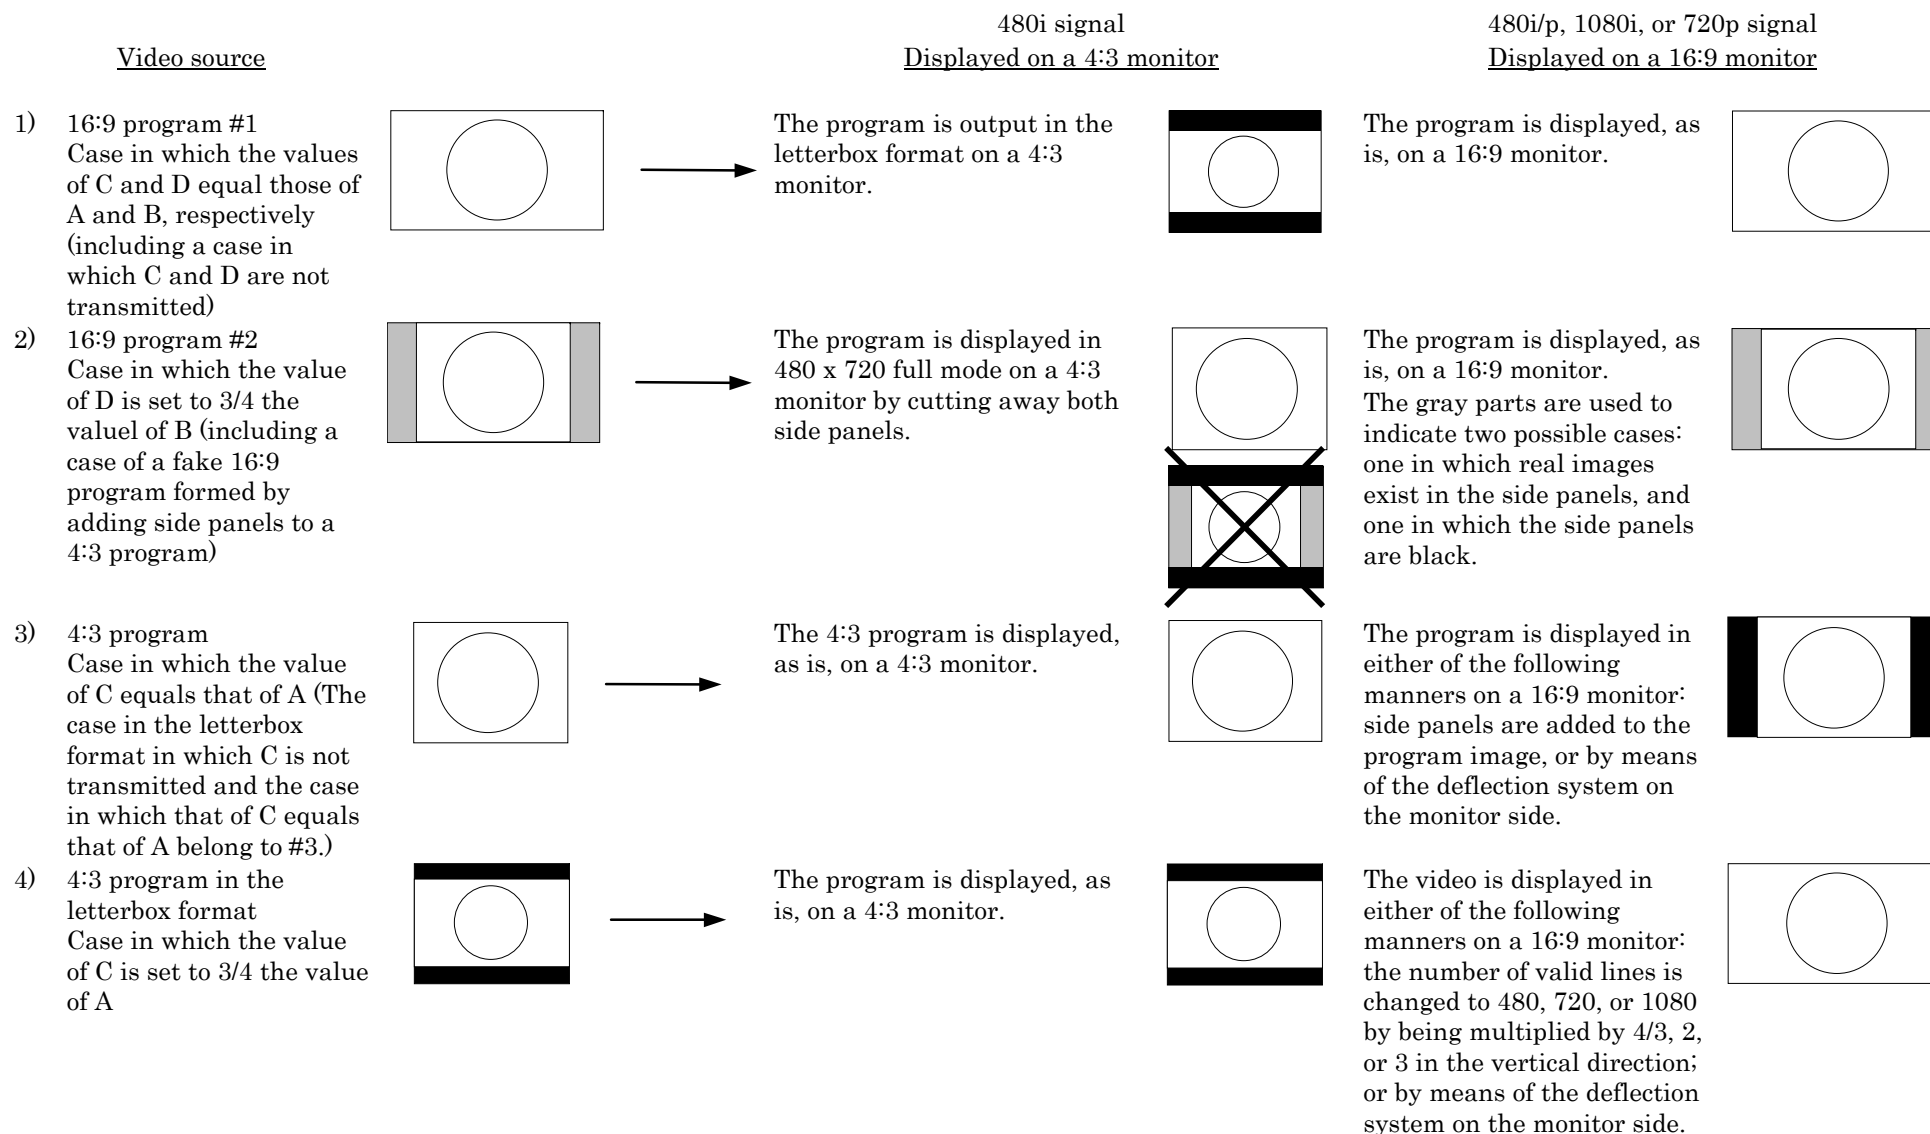 480i signal
480i/p, 1080i, or 720p signal
Video source
Displayed on a 4:3 monitor
Displayed on a 16:9 monitor
1) 16:9 program #1
Case in which the values
of C and D equal those of
A and B, respectively
(including a case in
which C and D are not
transmitted)
The program is output in the
letterbox format on a 4:3
monitor.
The program is displayed, as
is, on a 16:9 monitor.
2) 16:9 program #2
Case in which the value
of D is set to 3/4 the
valuel of B (including a
case of a fake 16:9
program formed by
adding side panels to a
4:3 program)
The program is displayed in
480 x 720 full mode on a 4:3
monitor by cutting away both
side panels.
The program is displayed, as
is, on a 16:9 monitor.
The gray parts are used to
indicate two possible cases:
one in which real images
exist in the side panels, and
one in which the side panels
are black.
3) 4:3 program
Case in which the value
of C equals that of A (The
case in the letterbox
format in which C is not
transmitted and the case
in which that of C equals
that of A belong to #3.)
The 4:3 program is displayed,
as is, on a 4:3 monitor.
The program is displayed in
either of the following
manners on a 16:9 monitor:
side panels are added to the
program image, or by means
of the deflection system on
the monitor side.
4) 4:3 program in the
letterbox format
Case in which the value
of C is set to 3/4 the value
of A
The program is displayed, as
is, on a 4:3 monitor.
The video is displayed in
either of the following
manners on a 16:9 monitor:
the number of valid lines is
changed to 480, 720, or 1080
by being multiplied by 4/3, 2,
or 3 in the vertical direction;
or by means of the deflection
system on the monitor side.